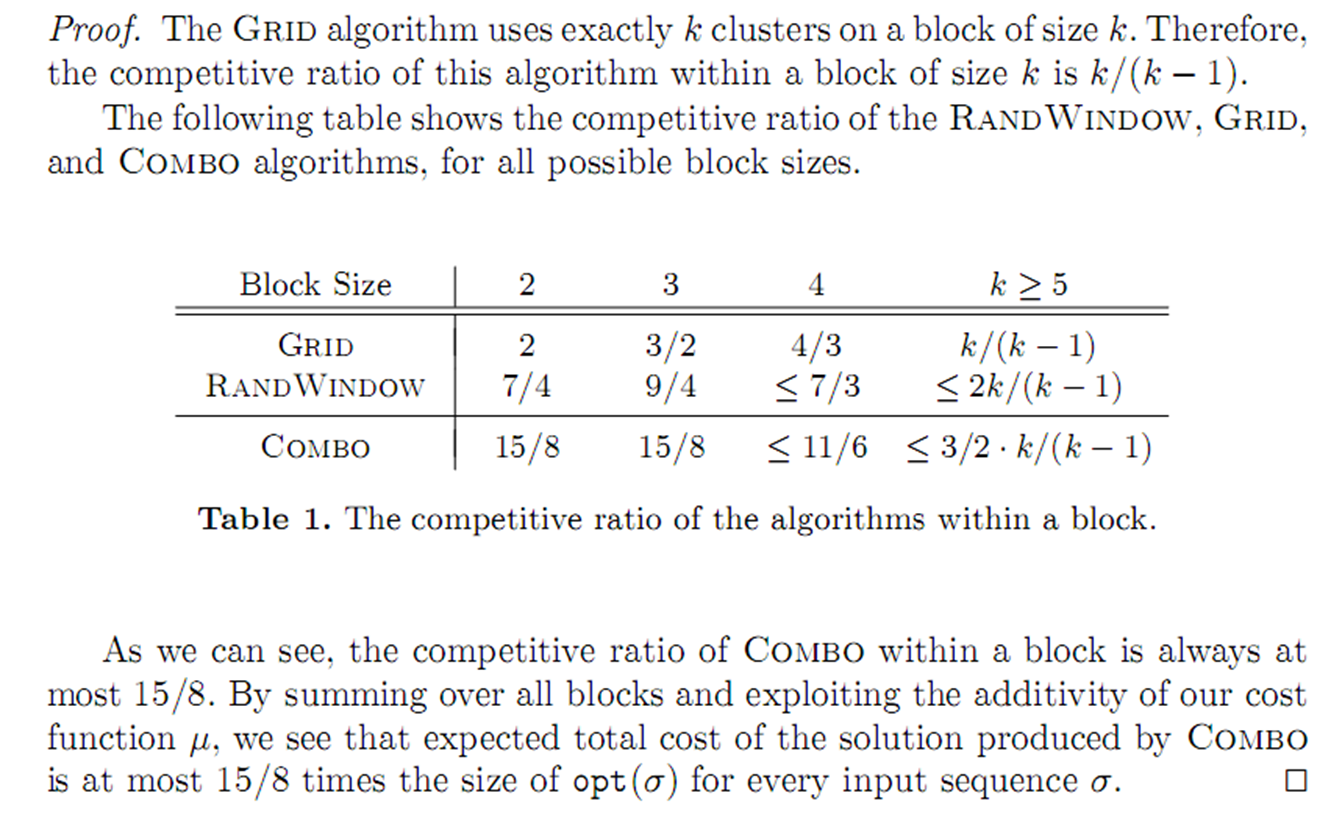 Proof. The GRID algorithm uses exactly k clusters on a block of size k. Therefore,
the competitive ratio of this algorithm within a block of size k is k/(k − 1).
The following table shows the competitive ratio of the RANDWINDOW, GRID,
and COMBO algorithms, for all possible block sizes.
Block Size 2 3 4 k ≥ 5
GRID 2 3/2 4/3 k/(k − 1)
RANDWINDOW 7/4 9/4 ≤ 7/3 ≤ 2k/(k − 1)
COMBO 15/8 15/8 ≤ 11/6 ≤ 3/2 · k/(k − 1)
Table 1. The competitive ratio of the algorithms within a block.
As we can see, the competitive ratio of COMBO within a block is always at
most 15/8. By summing over all blocks and exploiting the additivity of our cost
function μ, we see that expected total cost of the solution produced by COMBO
is at most 15/8 times the size of opt(σ) for every input sequence σ. □